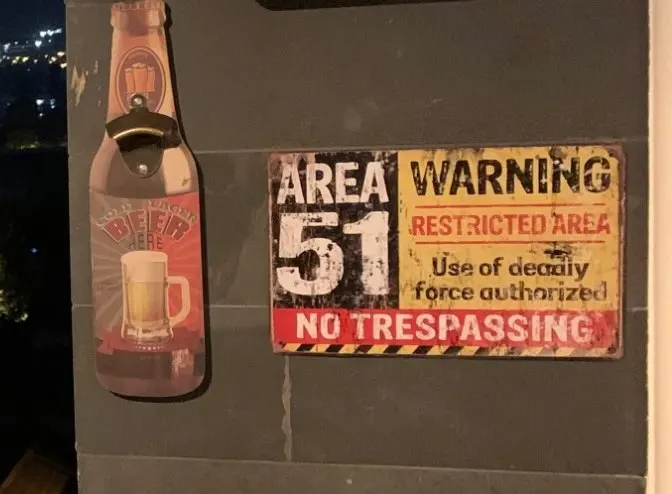 BEER
HERE
AREA
51
WARNING
RESTRICTED AREA
Use of deadly
force authorized
NO TRESPASSING